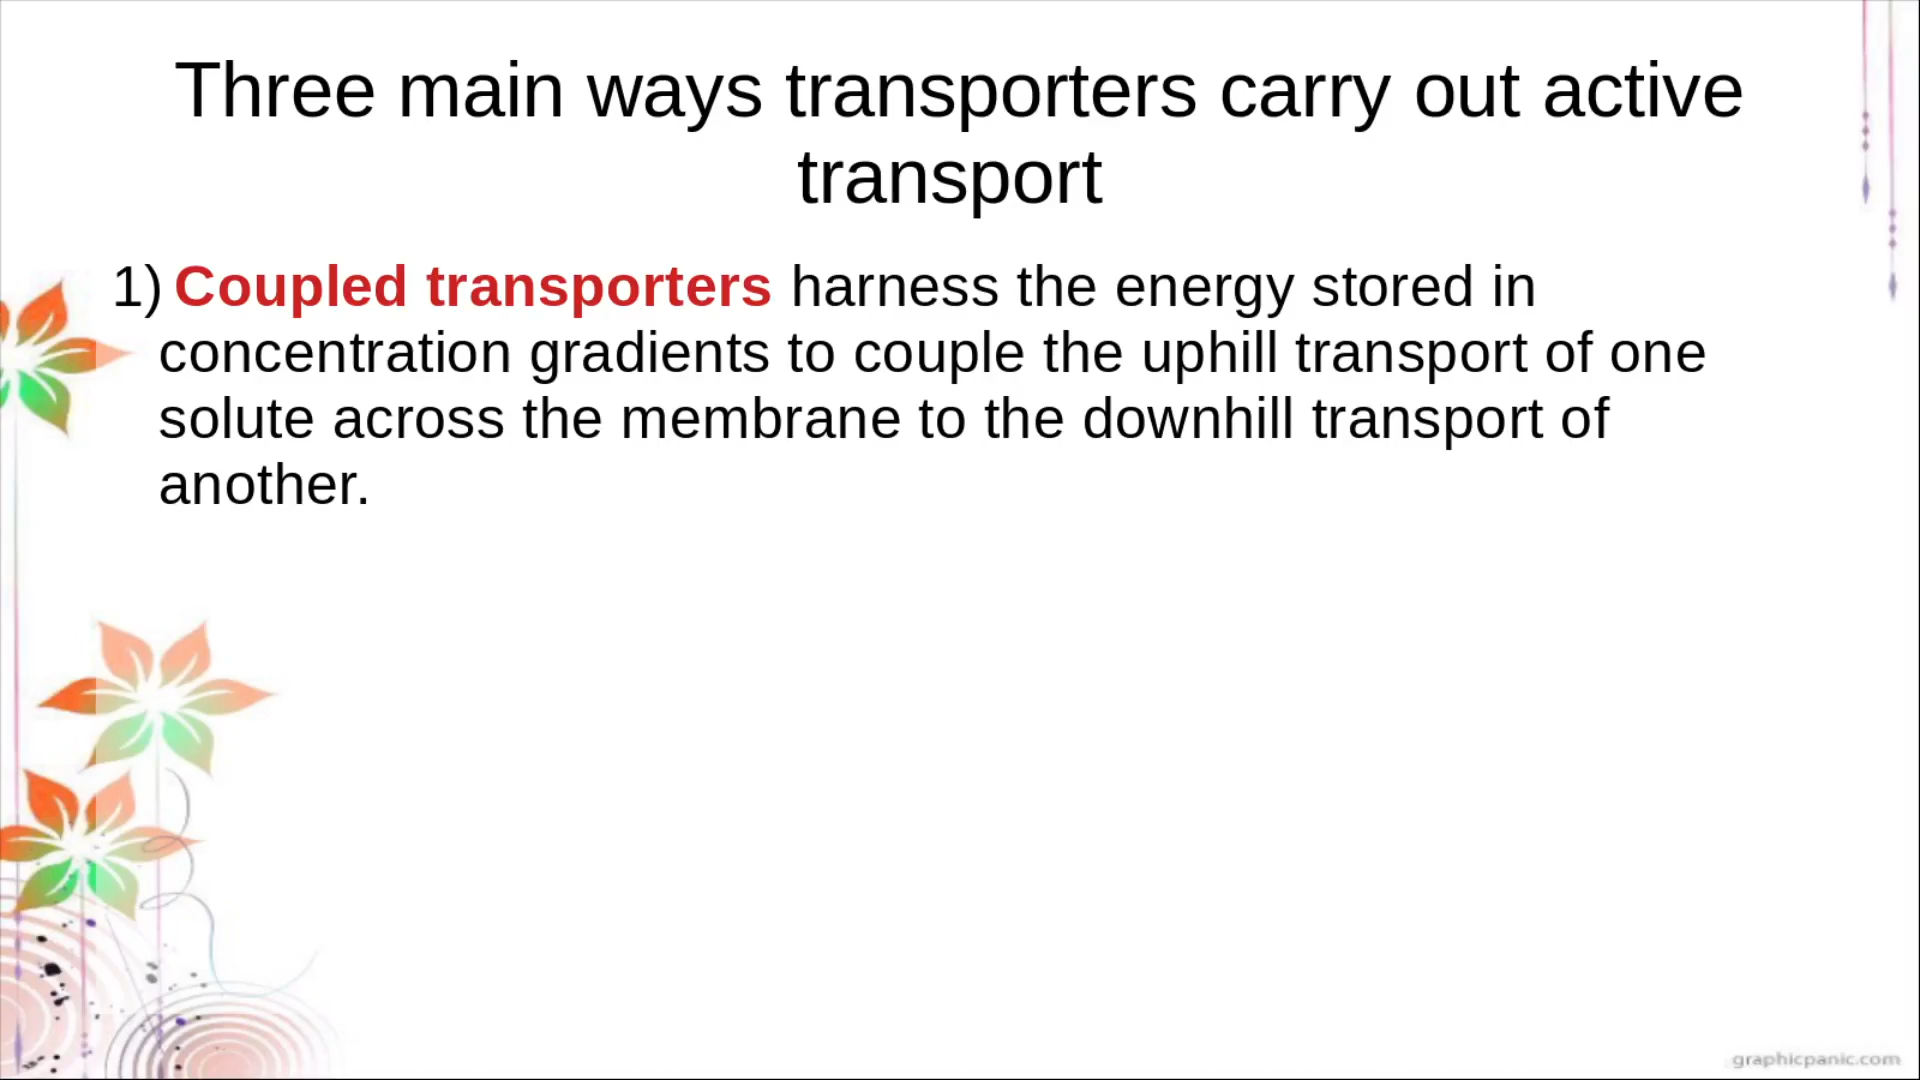 Three main ways transporters carry out active
transport
1) Coupled transporters harness the energy stored in
concentration gradients to couple the uphill transport of one
solute across the membrane to the downhill transport of
another.
graphicpanic.com